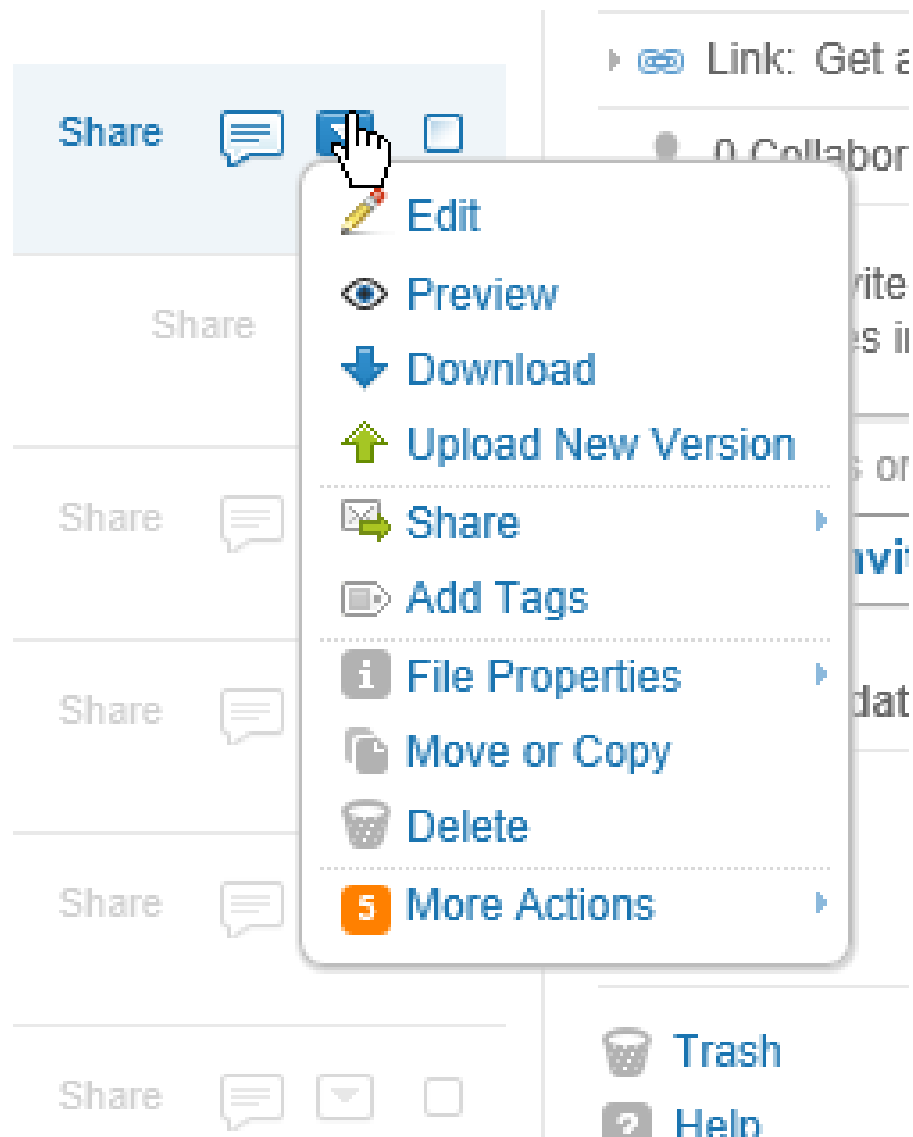 Link: Get a
Share
0 Collabor
Edit
Preview
Share
Download
Upload New Version
Share
Share
Add Tags
File Properties
Share
Move or Copy
Delete
Share
5 More Actions
Trash
Share
? Help